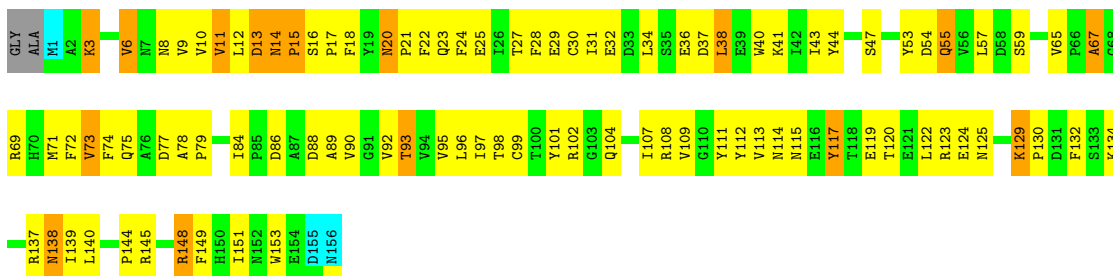 GLY ALA M1 A2 K3 V6 N7 N8 V9 V10 V11 L12 D13 N14 P15 S16 P17 F18 Y19 N20 P21 F22 Q23 F24 E25 I26 T27 F28 E29 C30 I31 E32 D33 L34 S35 E36 D37 L38 E39 W40 K41 I42 I43 Y44 S47 Y53 D54 Q55 V56 L57 D58 S59 V65 P66 A67 G68
R69 H70 M71 F72 V73 F74 Q75 A76 D77 A78 P79 I84 P85 D86 A87 D88 A89 V90 G91 V92 T93 V94 V95 L96 I97 T98 C99 T100 Y101 R102 G103 Q104 I107 R108 V109 G110 Y111 Y112 V113 N114 N115 E116 Y117 T118 E119 T120 E121 L122 R123 E124 N125 K129 P130 D131 F132 S133 K134
R137 N138 I139 L140 P144 R145 R148 F149 H150 I151 N152 W153 E154 D155 N156